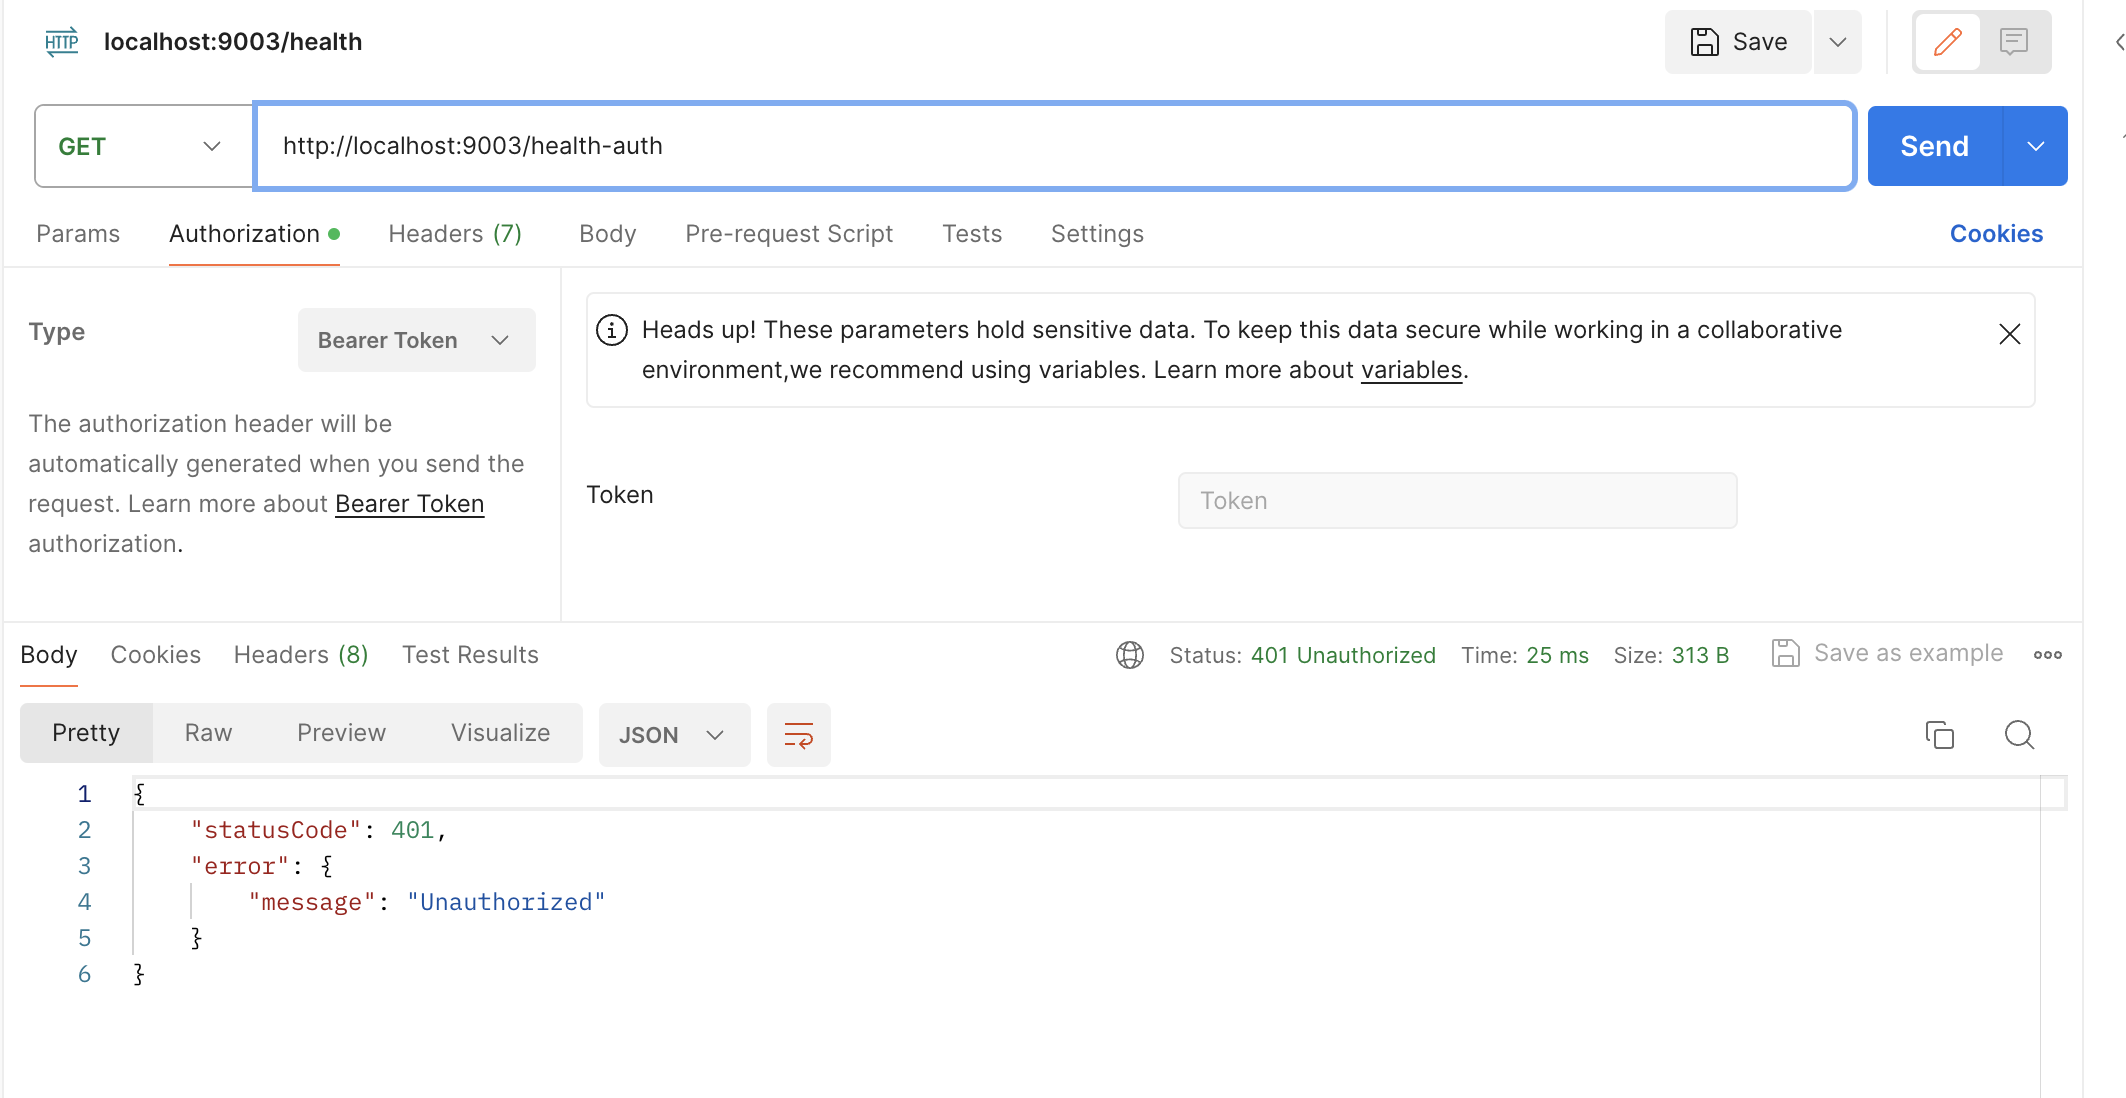 HTTP localhost:9003/health Save
GET http://localhost:9003/health-auth Send
Params Authorization Headers (7) Body Pre-request Script Tests Settings Cookies
Type Bearer Token
The authorization header will be
automatically generated when you send the
request. Learn more about Bearer Token
authorization.
Heads up! These parameters hold sensitive data. To keep this data secure while working in a collaborative
environment,we recommend using variables. Learn more about variables.
Token Token
Body Cookies Headers (8) Test Results Status: 401 Unauthorized Time: 25 ms Size: 313 B Save as example
Pretty Raw Preview Visualize JSON
1 {
2 "statusCode": 401,
3 "error": {
4 "message": "Unauthorized"
5 }
6 }